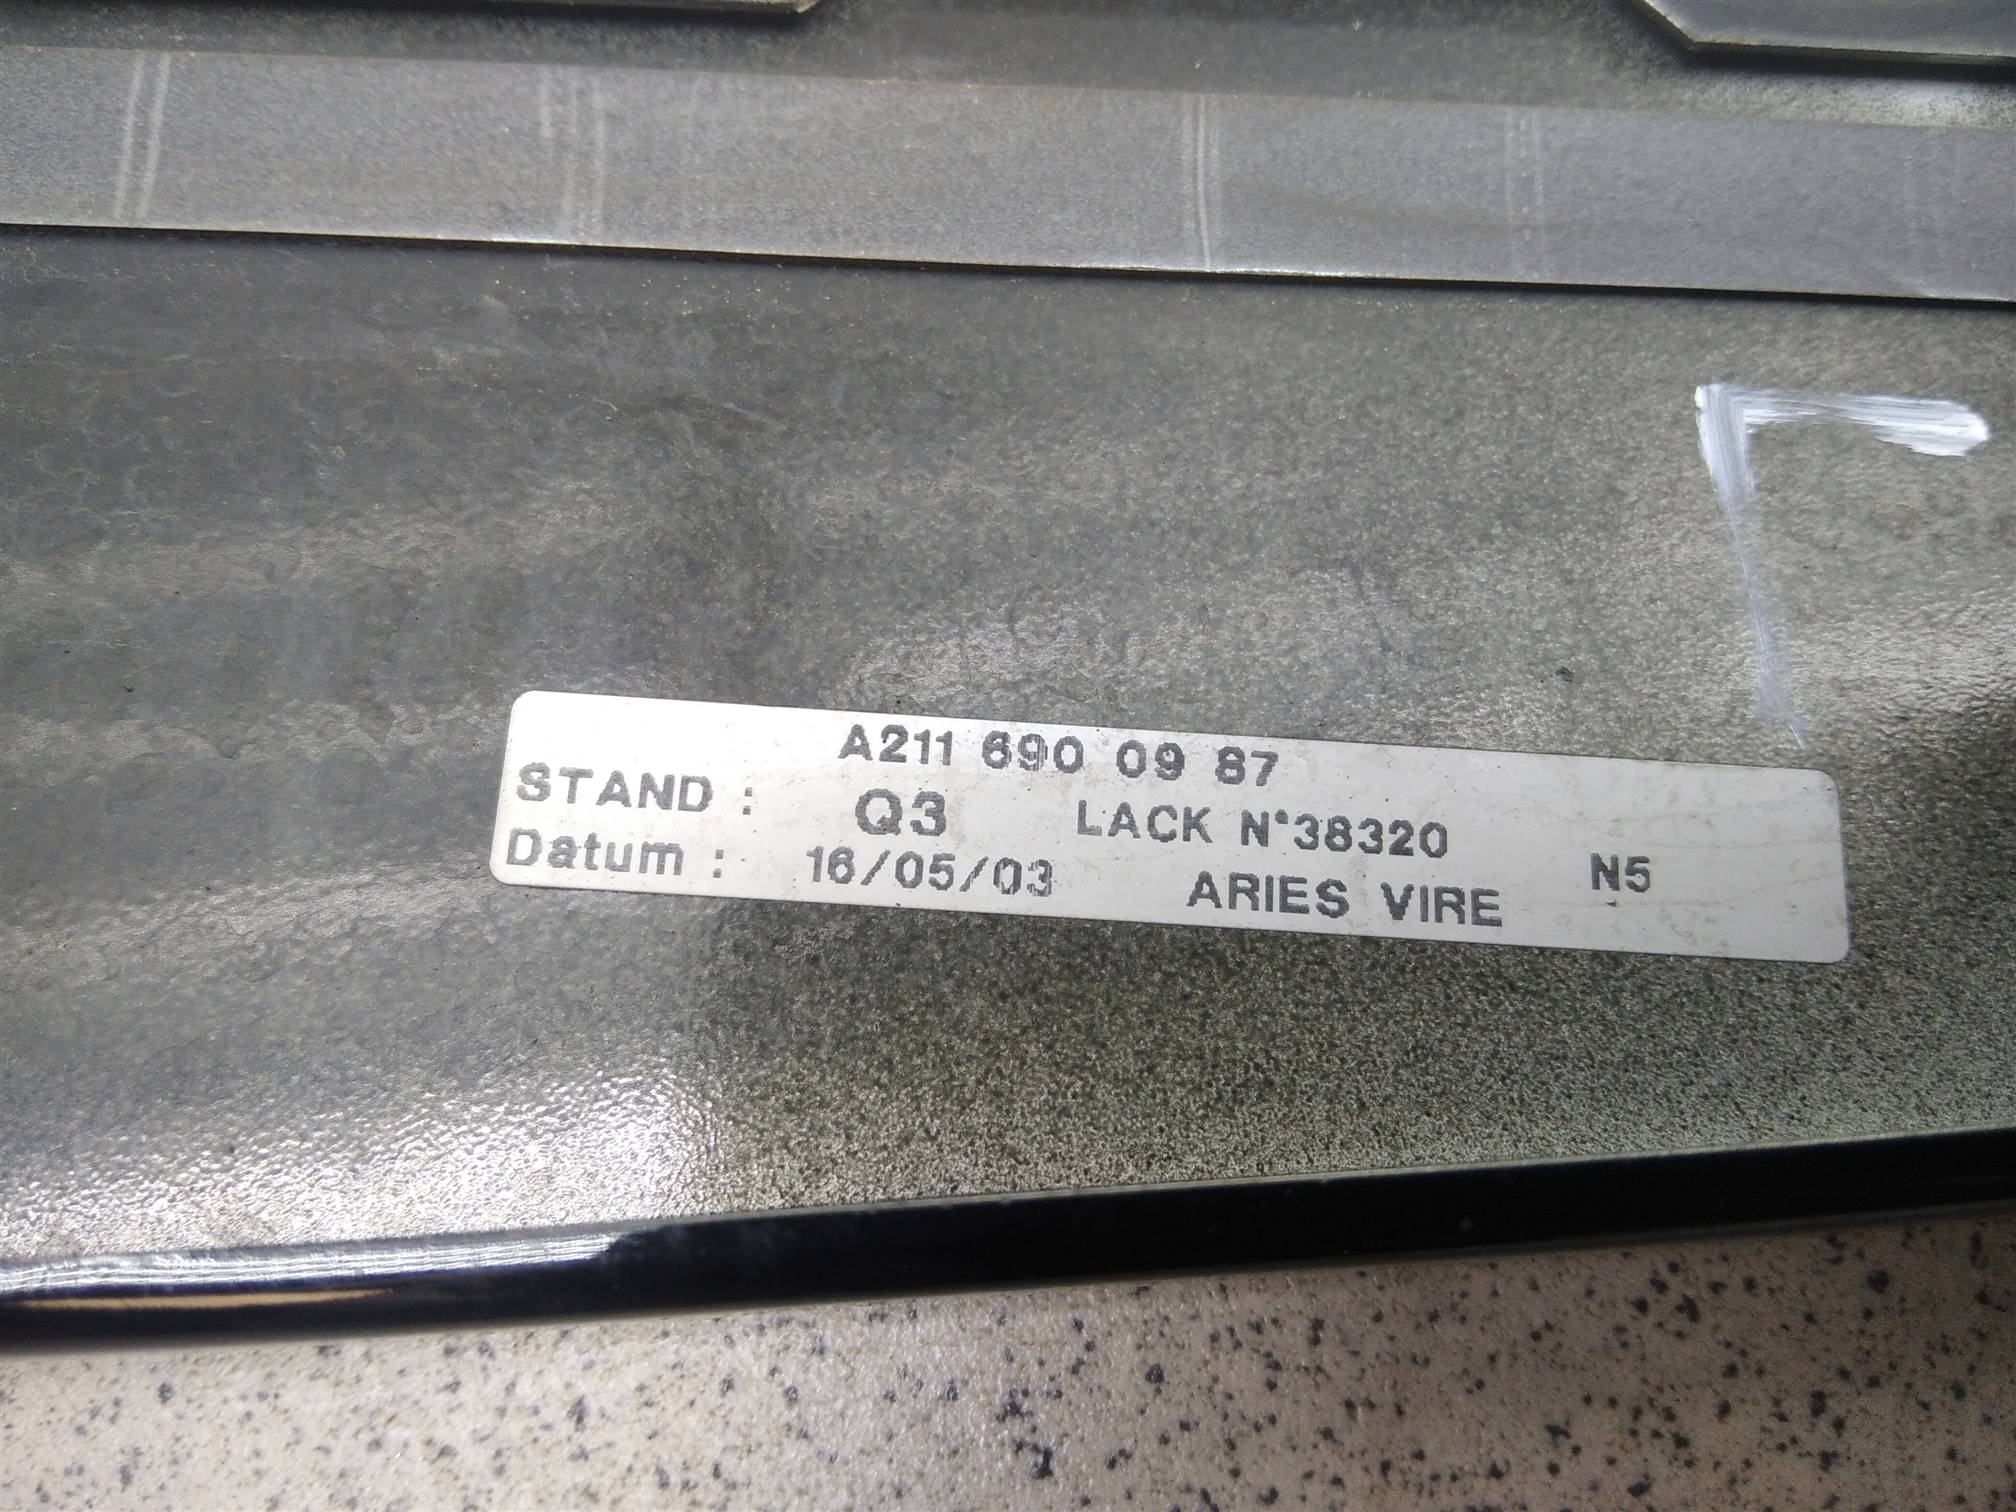 A211 690 09 87
STAND : Q3 LACK N°38320
Datum : 16/05/03 ARIES VIRE N5